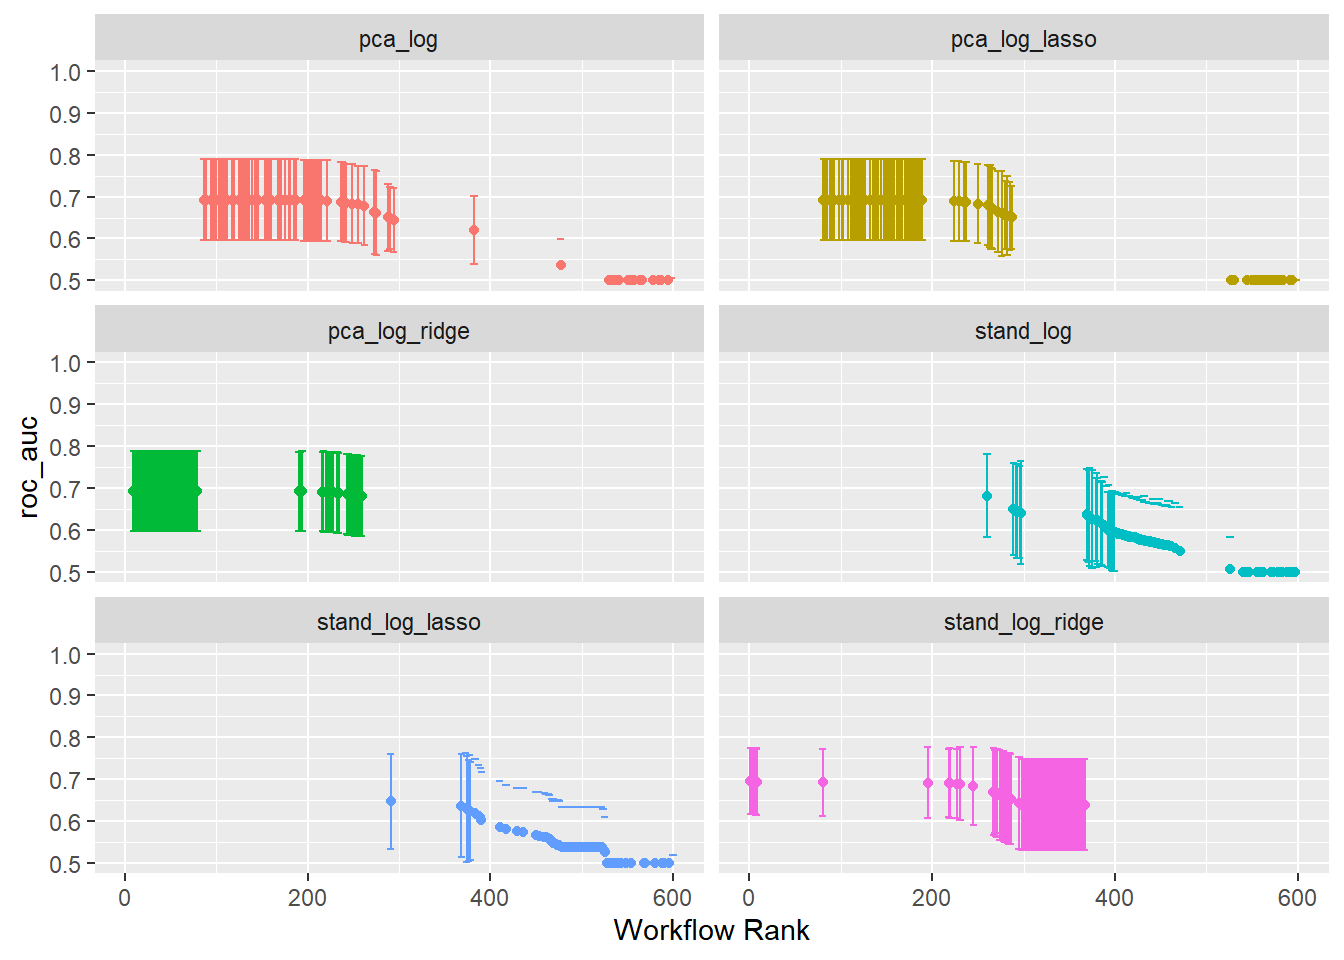 pca_log
pca_log_lasso
1.0
0.9
0.8
0.7
0.6
0.5
pca_log_ridge
stand_log
1.0
0.9
0.8
0.7
0.6
0.5
roc_auc
stand_log_lasso
stand_log_ridge
1.0
0.9
0.8
0.7
0.6
0.5
0 200 400 600 0 200 400 600
Workflow Rank